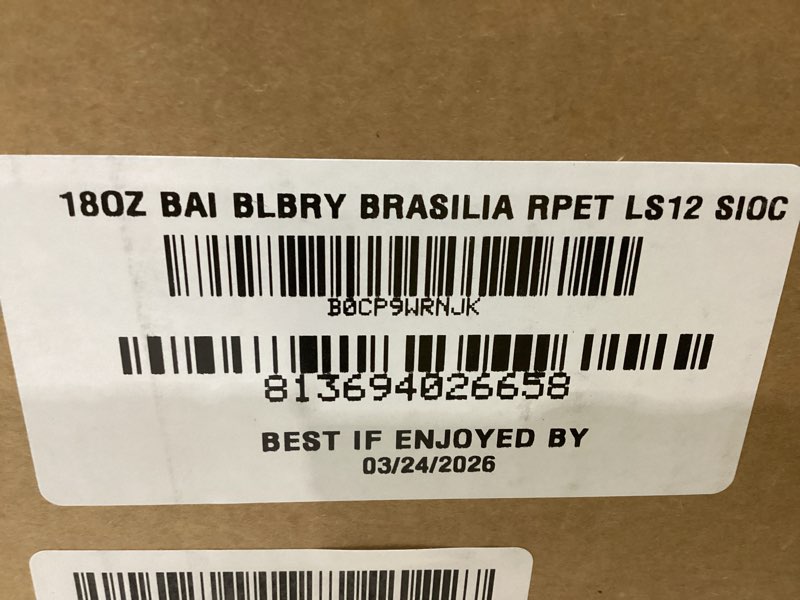 18OZ BAI BLBRY BRASILIA RPET LS12 SIOC
B0CP9WRNJK
813694026658
BEST IF ENJOYED BY
03/24/2026